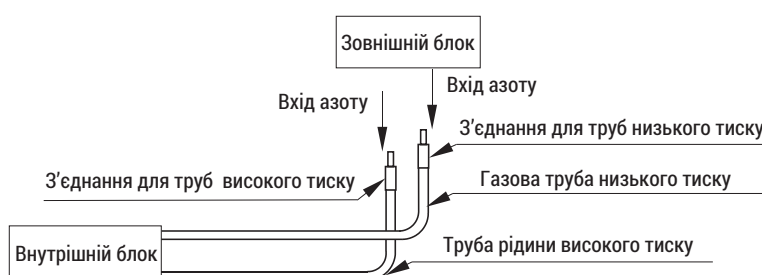 Зовнішній блок
Вхід азоту
Вхід азоту
З’єднання для труб низького тиску
З’єднання для труб високого тиску
Газова труба низького тиску
Внутрішній блок
Труба рідини високого тиску